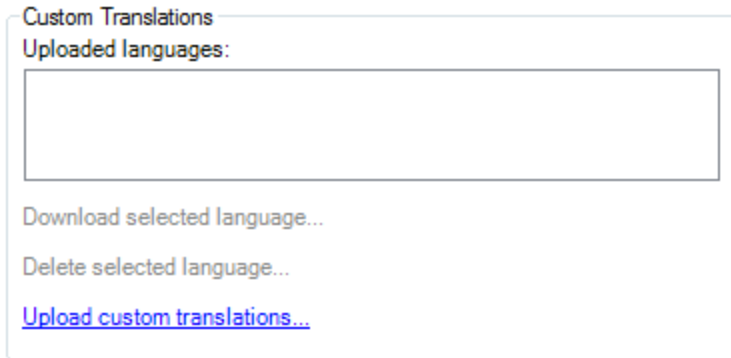 Custom Translations
Uploaded languages:
Download selected language...
Delete selected language...
Upload custom translations...